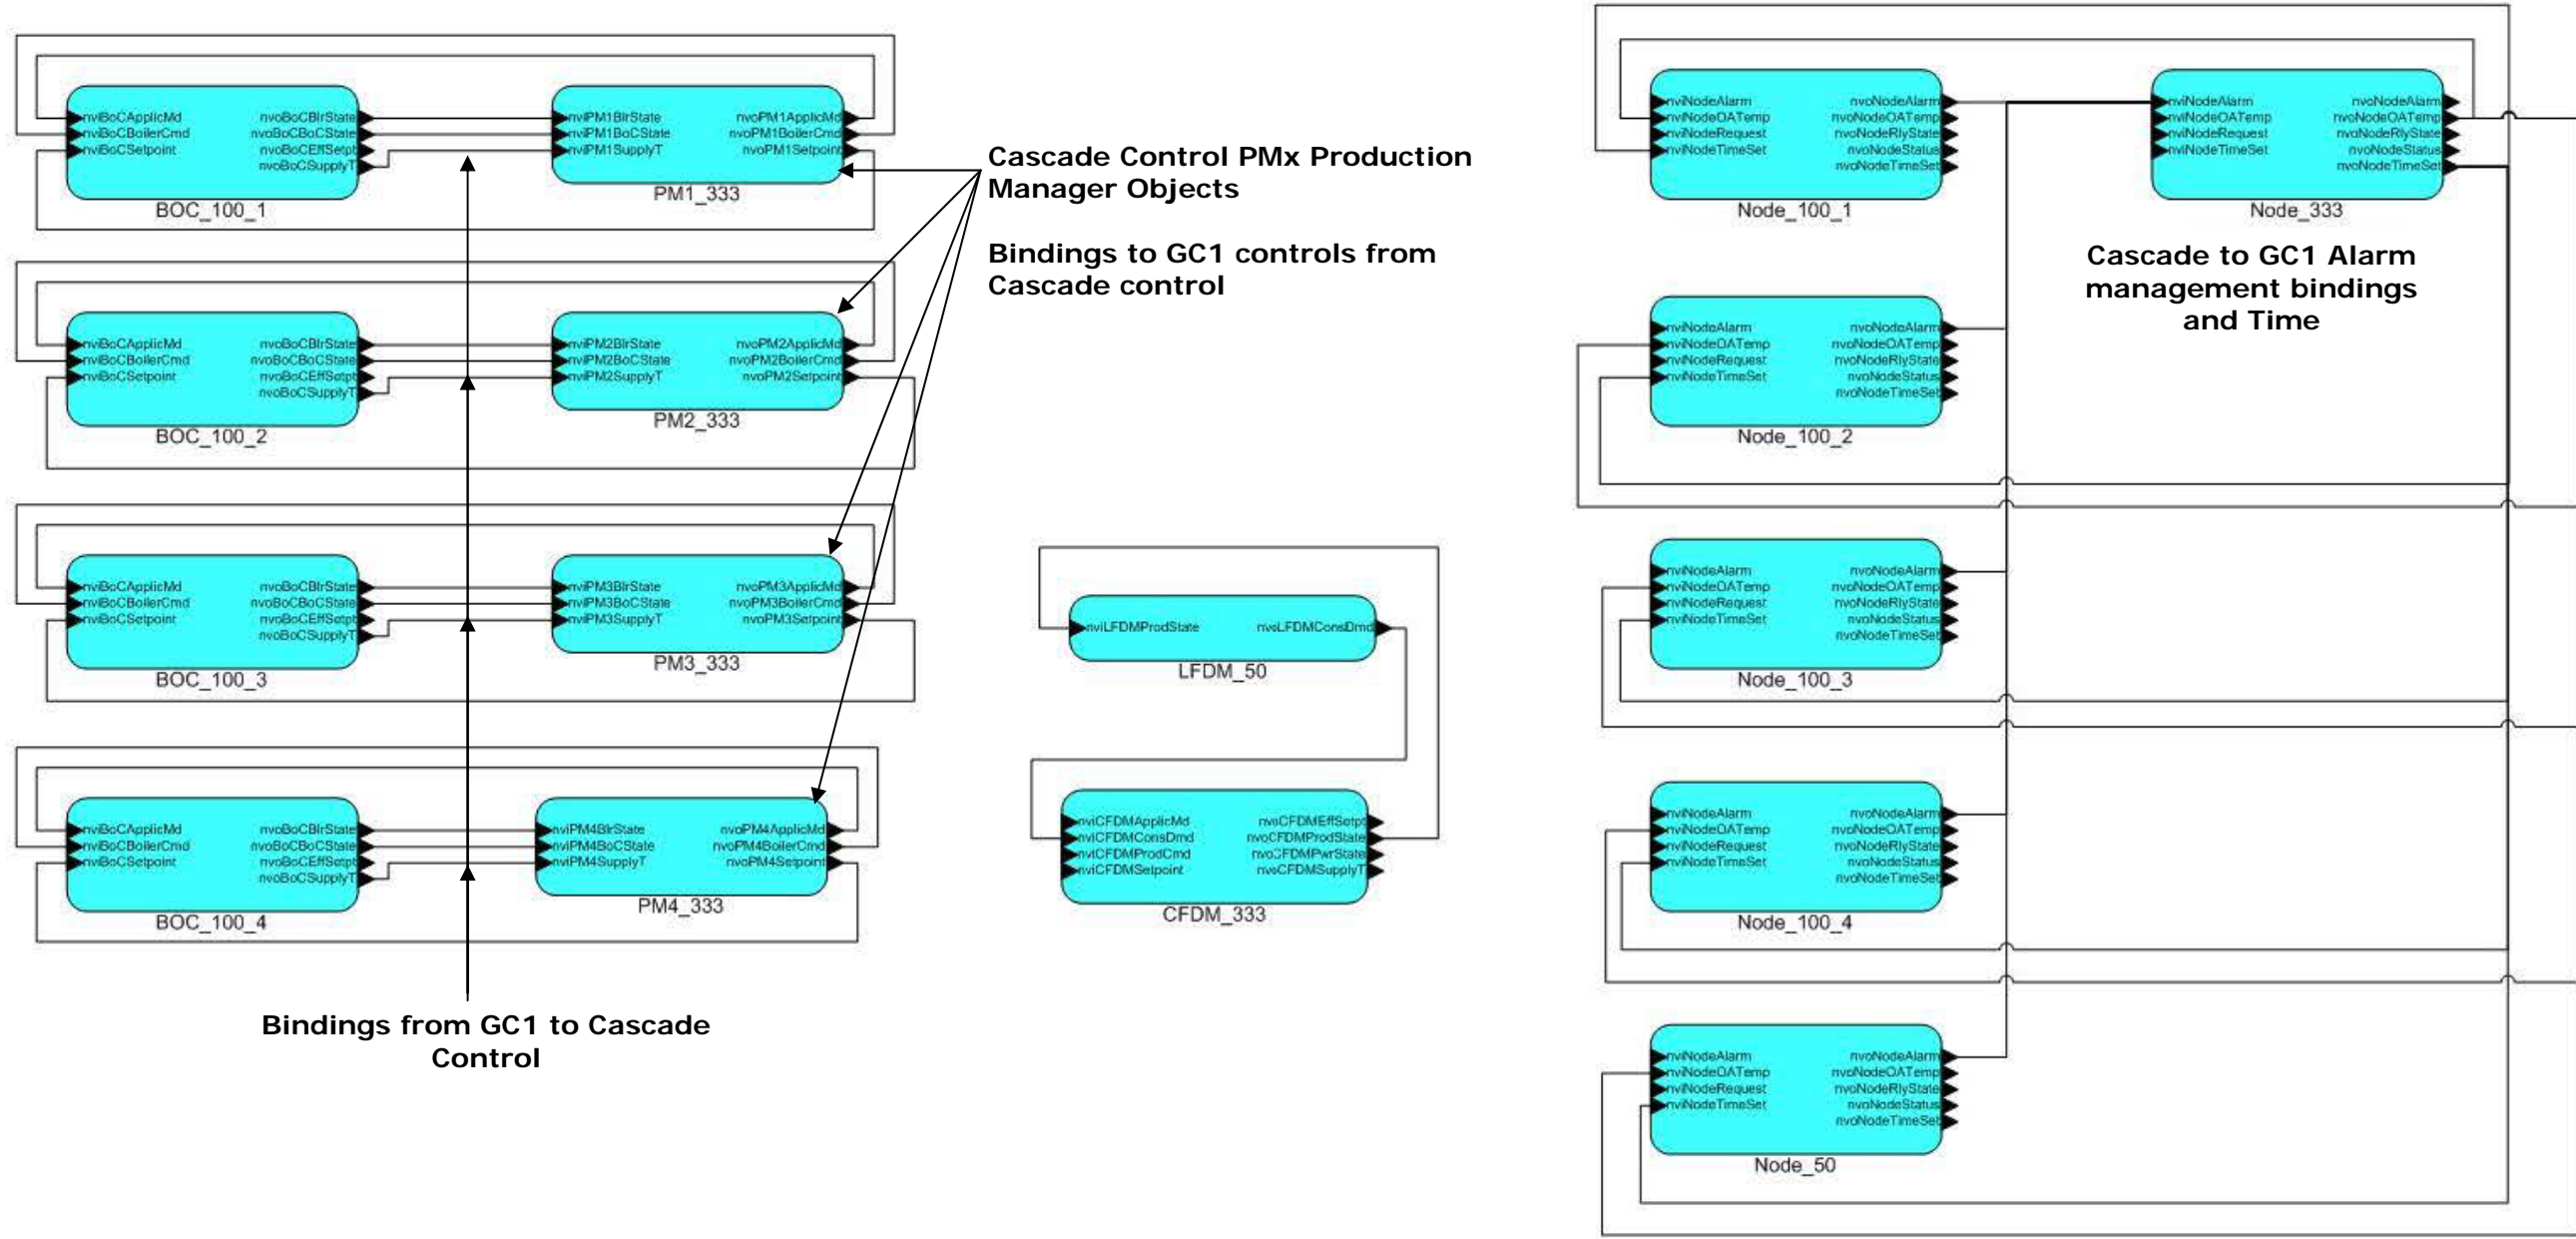 nviBoCApplicMd nvoBoCBlrState
nviBoCBoilerCmd nvoBoCBoCState
nviBoCSetpoint nvoBoCEffSetpt
nvoBoCSupplyT
BOC_100_1
nviPM1BlrState nvoPM1ApplicMd
nviPM1BoCState nvoPM1BoilerCmd
nviPM1SupplyT nvoPM1Setpoint
PM1_333
nviBoCApplicMd nvoBoCBlrState
nviBoCBoilerCmd nvoBoCBoCState
nviBoCSetpoint nvoBoCEffSetpt
nvoBoCSupplyT
BOC_100_2
nviPM2BlrState nvoPM2ApplicMd
nviPM2BoCState nvoPM2BoilerCmd
nviPM2SupplyT nvoPM2Setpoint
PM2_333
nviBoCApplicMd nvoBoCBlrState
nviBoCBoilerCmd nvoBoCBoCState
nviBoCSetpoint nvoBoCEffSetpt
nvoBoCSupplyT
BOC_100_3
nviPM3BlrState nvoPM3ApplicMd
nviPM3BoCState nvoPM3BoilerCmd
nviPM3SupplyT nvoPM3Setpoint
PM3_333
nviBoCApplicMd nvoBoCBlrState
nviBoCBoilerCmd nvoBoCBoCState
nviBoCSetpoint nvoBoCEffSetpt
nvoBoCSupplyT
BOC_100_4
nviPM4BlrState nvoPM4ApplicMd
nviPM4BoCState nvoPM4BoilerCmd
nviPM4SupplyT nvoPM4Setpoint
PM4_333
Bindings from GC1 to Cascade
Control
Cascade Control PMx Production
Manager Objects
Bindings to GC1 controls from
Cascade control
nviLFDMProdState nvoLFDMConsDmd
LFDM_50
nviCFDMApplicMd nvoCFDMEffSetpt
nviCFDMConsDmd nvoCFDMProdState
nviCFDMProdCmd nvoCFDMPwrState
nviCFDMSetpoint nvoCFDMSupplyT
CFDM_333
nviNodeAlarm nvoNodeAlarm
nviNodeOATemp nvoNodeOATemp
nviNodeRequest nvoNodeRlyState
nviNodeTimeSet nvoNodeStatus
nvoNodeTimeSet
Node_100_1
nviNodeAlarm nvoNodeAlarm
nviNodeOATemp nvoNodeOATemp
nviNodeRequest nvoNodeRlyState
nviNodeTimeSet nvoNodeStatus
nvoNodeTimeSet
Node_333
Cascade to GC1 Alarm
management bindings
and Time
nviNodeAlarm nvoNodeAlarm
nviNodeOATemp nvoNodeOATemp
nviNodeRequest nvoNodeRlyState
nviNodeTimeSet nvoNodeStatus
nvoNodeTimeSet
Node_100_2
nviNodeAlarm nvoNodeAlarm
nviNodeOATemp nvoNodeOATemp
nviNodeRequest nvoNodeRlyState
nviNodeTimeSet nvoNodeStatus
nvoNodeTimeSet
Node_100_3
nviNodeAlarm nvoNodeAlarm
nviNodeOATemp nvoNodeOATemp
nviNodeRequest nvoNodeRlyState
nviNodeTimeSet nvoNodeStatus
nvoNodeTimeSet
Node_100_4
nviNodeAlarm nvoNodeAlarm
nviNodeOATemp nvoNodeOATemp
nviNodeRequest nvoNodeRlyState
nviNodeTimeSet nvoNodeStatus
nvoNodeTimeSet
Node_50